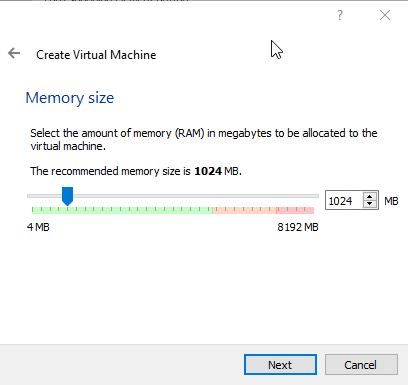 ?
Create Virtual Machine
Memory size
Select the amount of memory (RAM) in megabytes to be allocated to the
virtual machine.
The recommended memory size is 1024 MB.
1024 MB
4 MB 8192 MB
Next Cancel